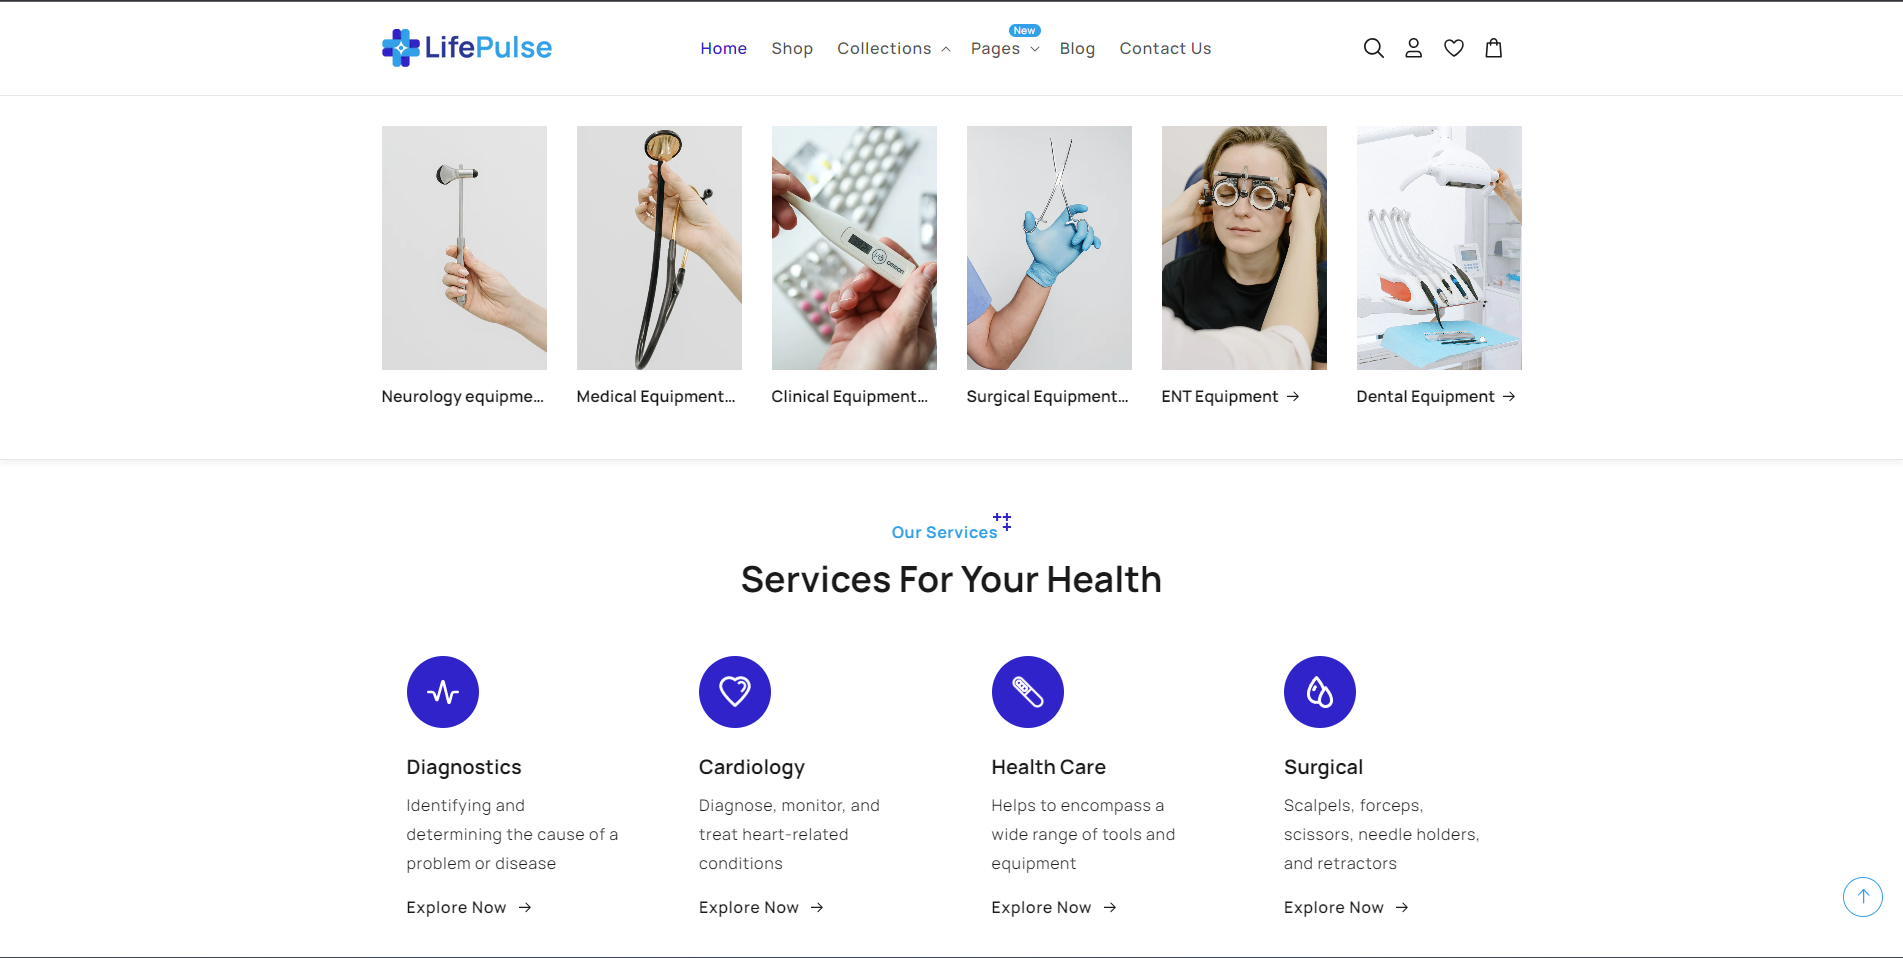 LifePulse
Home Shop Collections Pages New Blog Contact Us
omron
Neurology equipme... Medical Equipment... Clinical Equipment... Surgical Equipment... ENT Equipment Dental Equipment
Our Services
Services For Your Health
Diagnostics
Identifying and
determining the cause of a
problem or disease
Explore Now
Cardiology
Diagnose, monitor, and
treat heart-related
conditions
Explore Now
Health Care
Helps to encompass a
wide range of tools and
equipment
Explore Now
Surgical
Scalpels, forceps,
scissors, needle holders,
and retractors
Explore Now